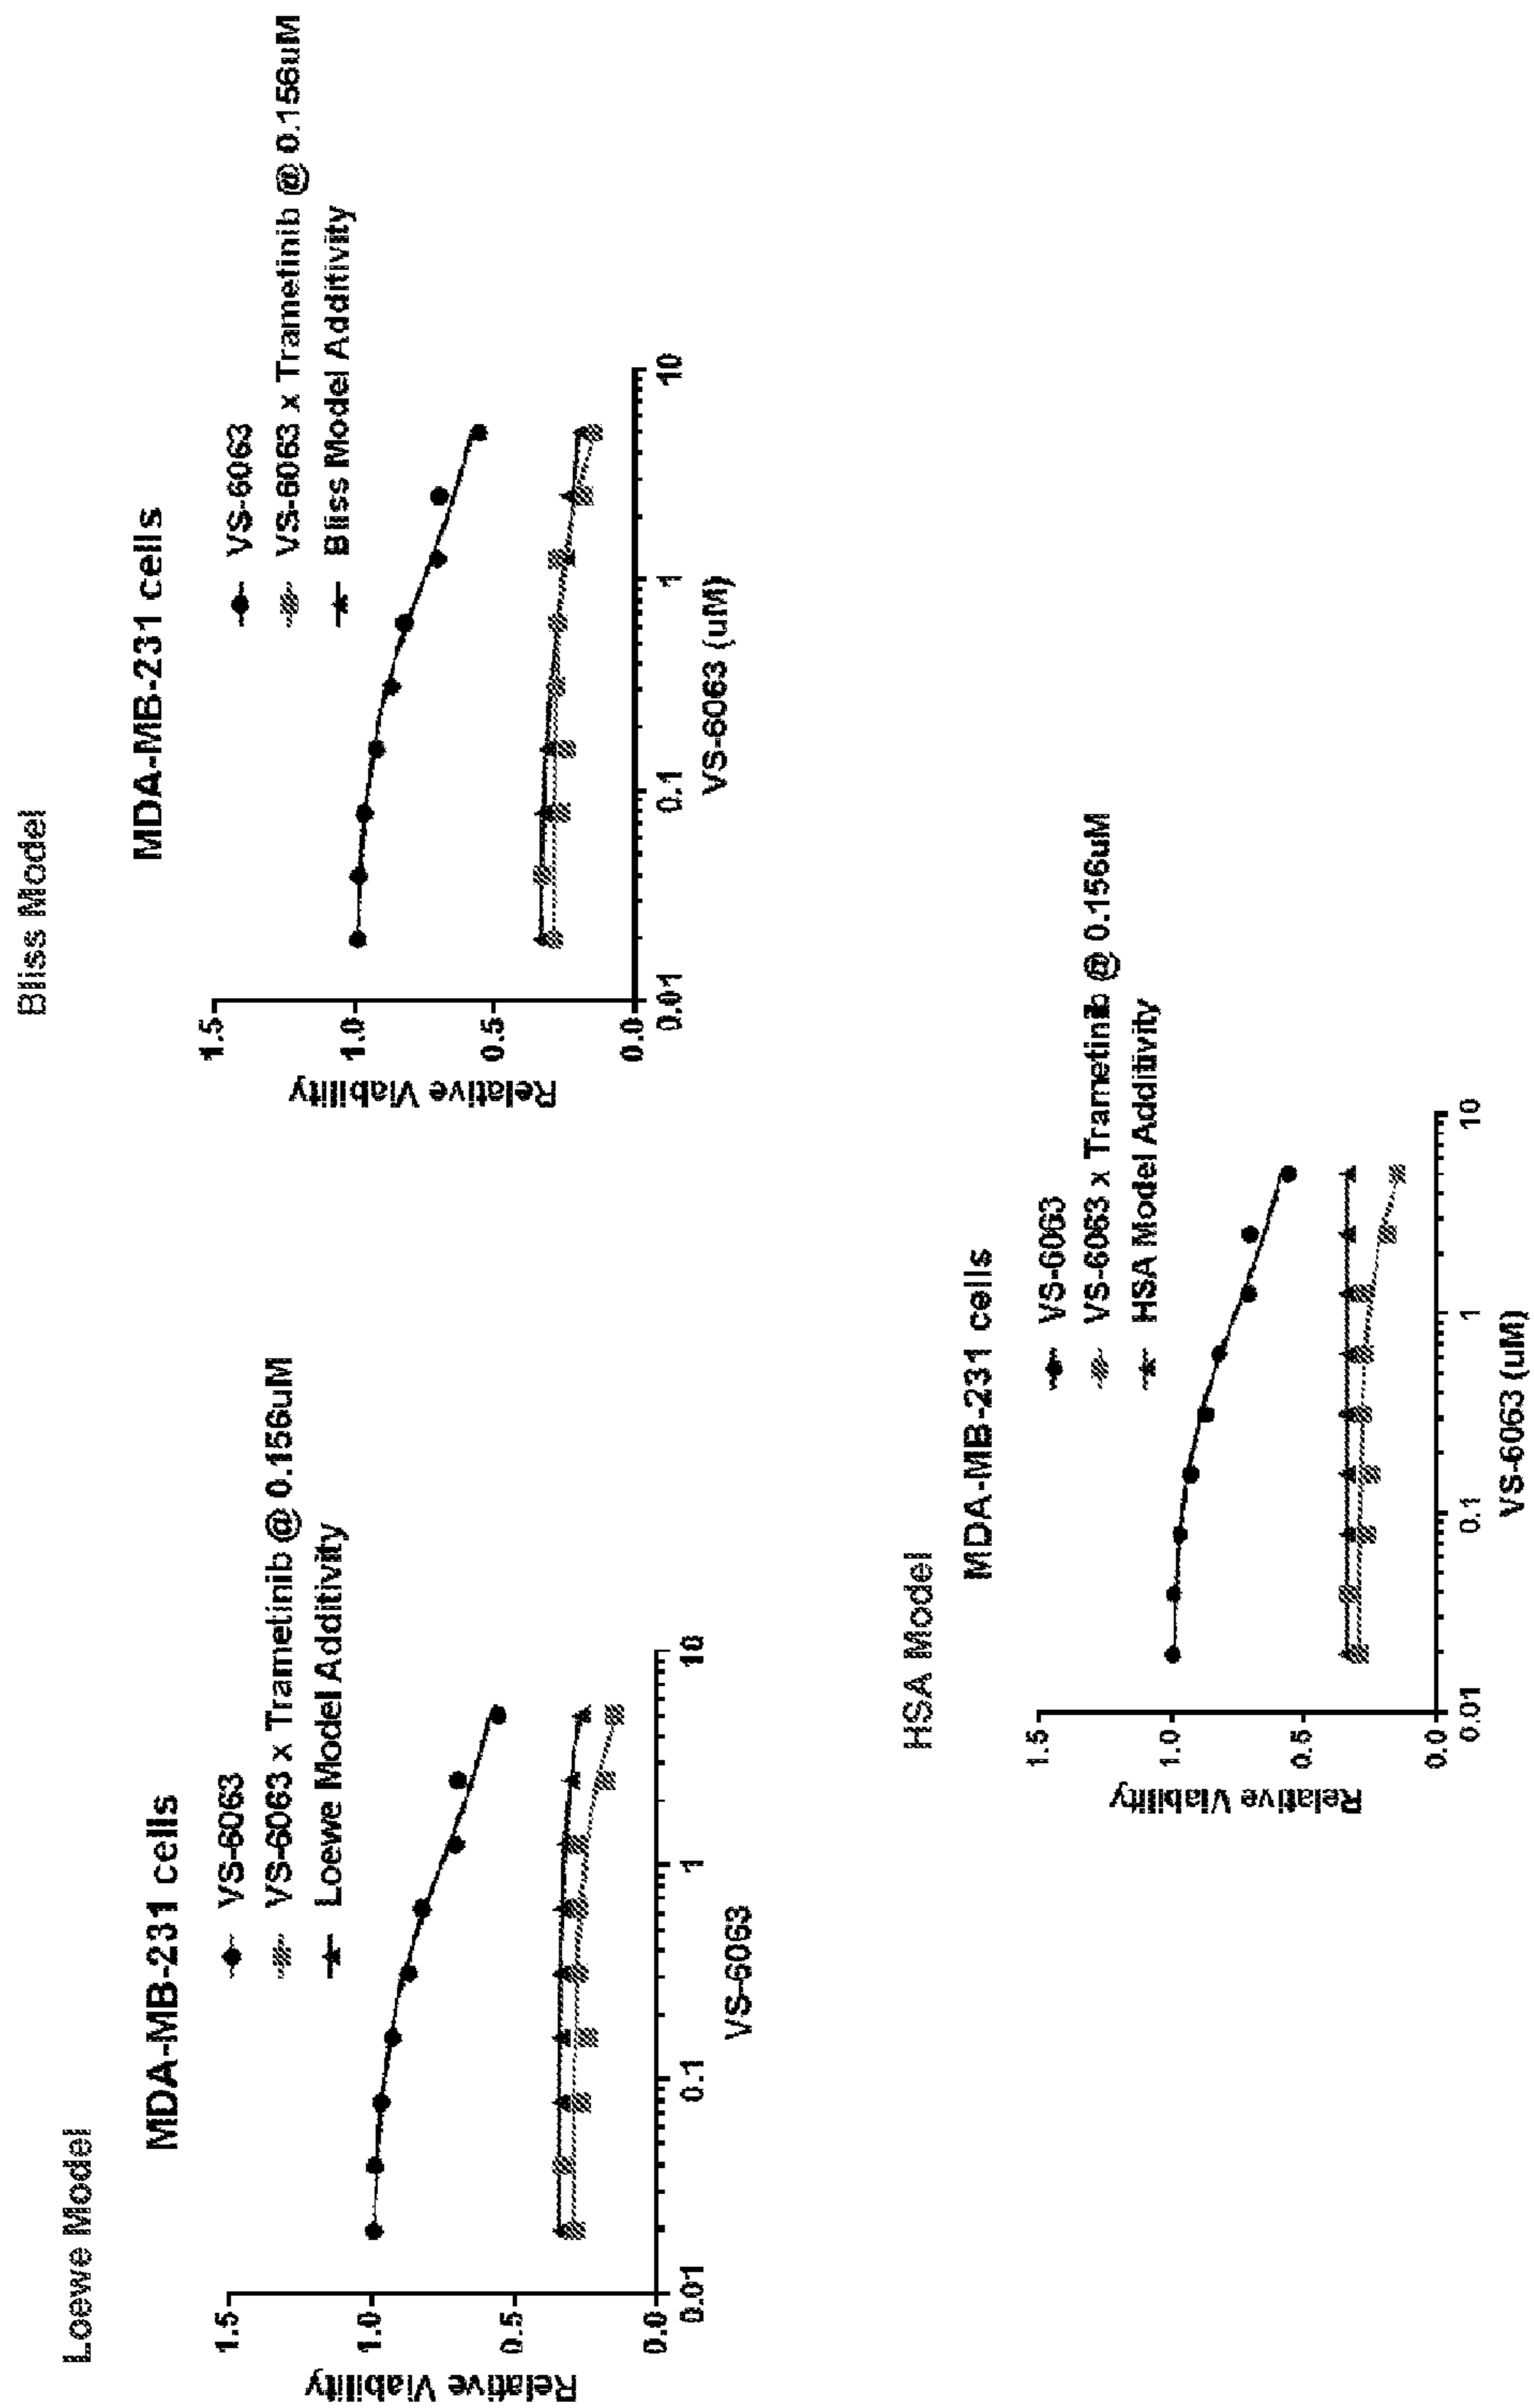 Loewe Model
MDA-MB-231 cells
VS-6063
VS-6063 x Trametinib @ 0.156uM
Loewe Model Additivity
Relative Viability
1.5
1.0
0.5
0.0
0.01
0.1
1
10
VS-6063
Bliss Model
MDA-MB-231 cells
VS-6063
VS-6063 x Trametinib @ 0.156uM
Bliss Model Additivity
Relative Viability
1.5
1.0
0.5
0.0
0.01
0.1
1
10
VS-6063 (uM)
HSA Model
MDA-MB-231 cells
VS-6063
VS-6063 x Trametinib @ 0.156uM
HSA Model Additivity
Relative Viability
1.5
1.0
0.5
0.0
0.01
0.1
1
10
VS-6063 (uM)